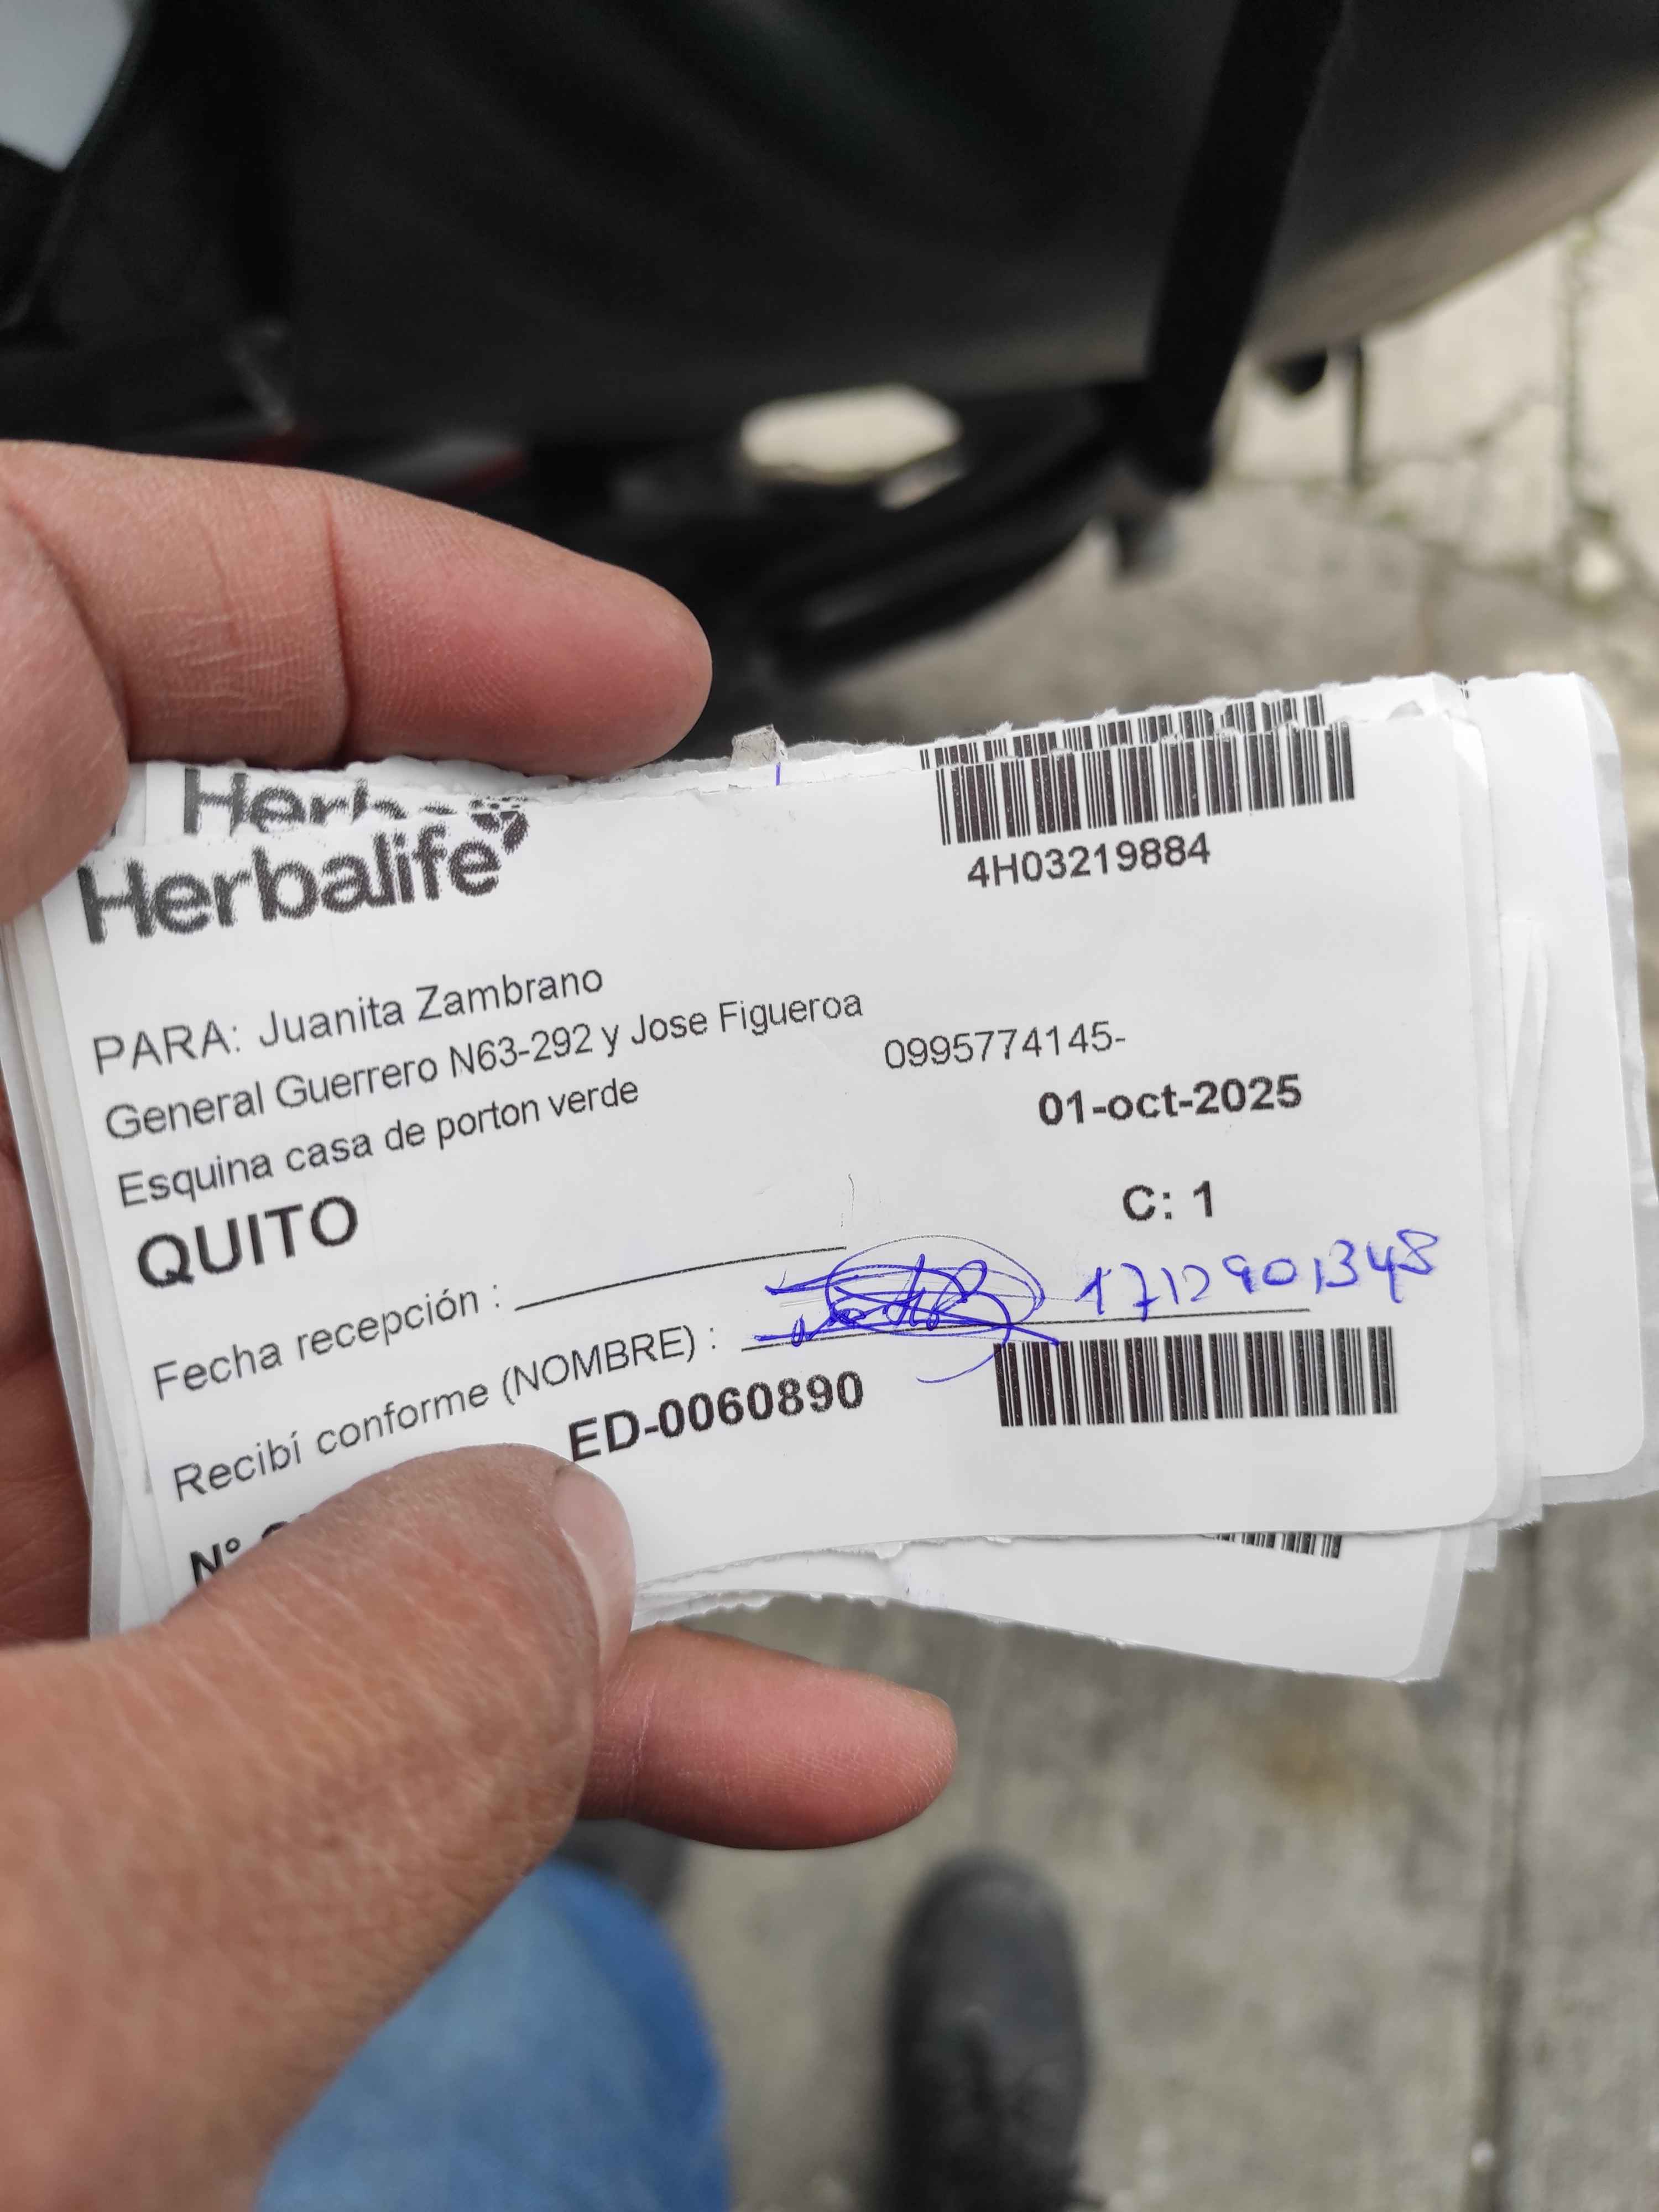 Herbalife
4H03219884
PARA: Juanita Zambrano
General Guerrero N63-292 y Jose Figueroa
0995774145-
Esquina casa de porton verde
01-oct-2025
QUITO
C: 1
Fecha recepción :
Recibí conforme (NOMBRE) :
1712901348
ED-0060890
N°